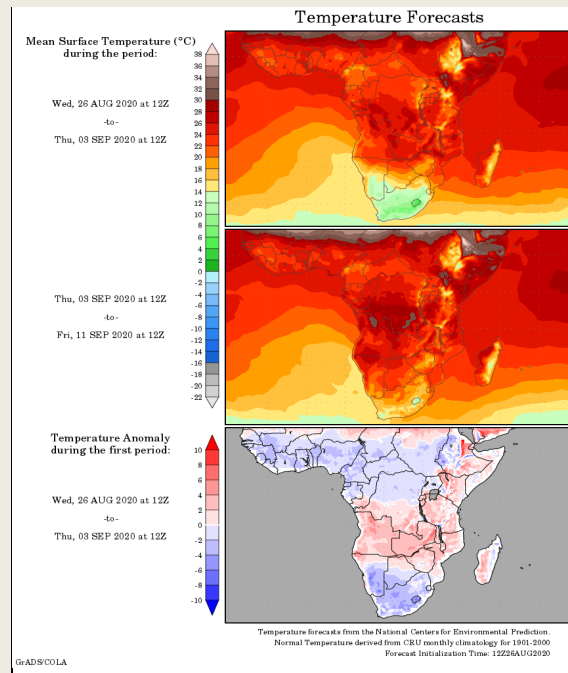 Temperature Forecasts
Mean Surface Temperature (°C)
during the period:
Wed, 26 AUG 2020 at 12Z
-to-
Thu, 03 SEP 2020 at 12Z
38
36
34
32
30
28
26
24
22
20
18
16
14
12
10
8
6
4
2
0
-2
-4
-6
-8
-10
-12
-14
-16
-18
-20
-22
Thu, 03 SEP 2020 at 12Z
-to-
Fri, 11 SEP 2020 at 12Z
Temperature Anomaly
during the first period:
Wed, 26 AUG 2020 at 12Z
-to-
Thu, 03 SEP 2020 at 12Z
10
8
6
4
2
0
-2
-4
-6
-8
-10
Temperature forecasts from the National Centers for Environmental Prediction.
Normal Temperature derived from CRU monthly climatology for 1901-2000
Forecast Initialization Time: 12Z26AUG2020
GrADS/COLA